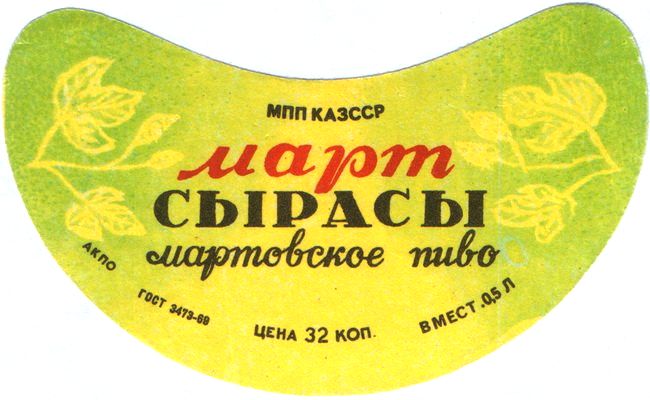 МПП КАЗССР
март
СЫРАСЫ
мартовское пиво
АКПО
ГОСТ 3473-69
ЦЕНА 32 КОП.
ВМЕСТ. 0,5 Л